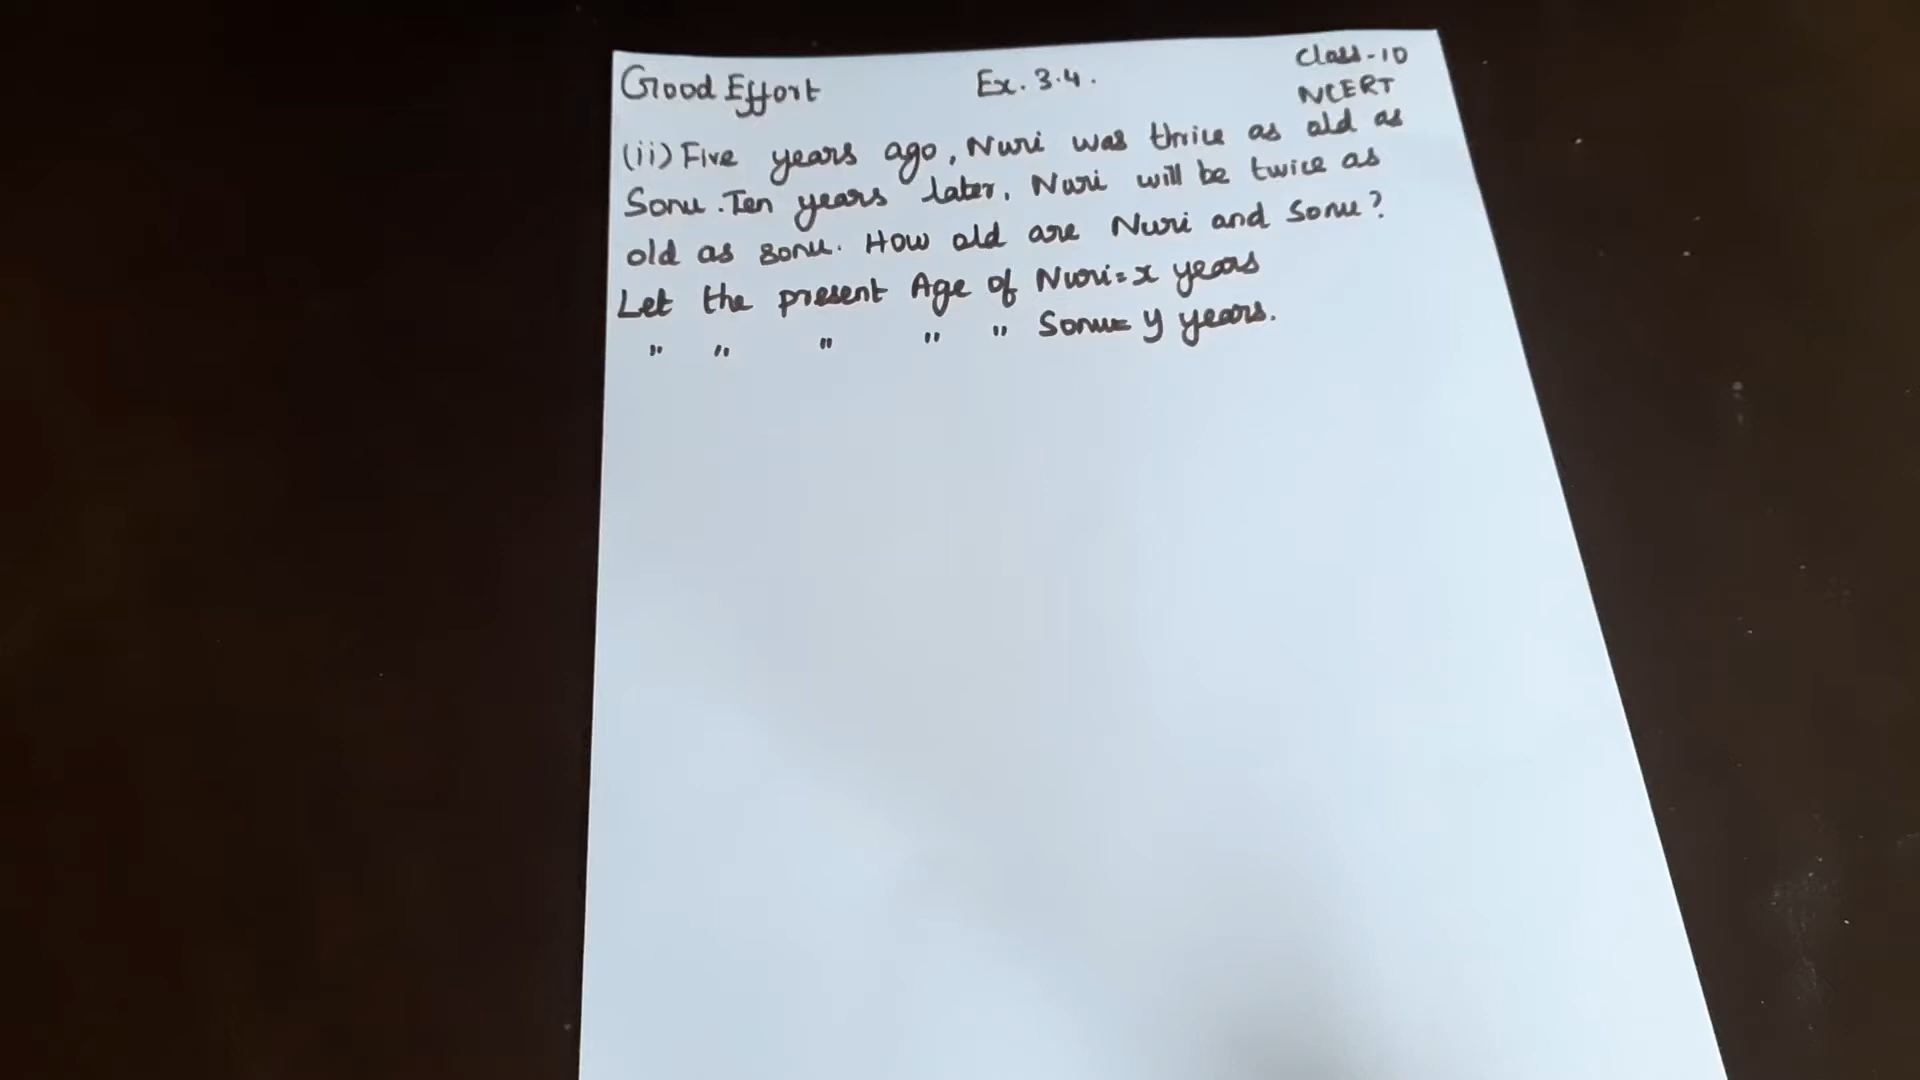 Good Effort Ex. 3.4. Class-10
NCERT
(ii) Five years ago, Nuri was thrice as old as
Sonu. Ten years later, Nuri will be twice as
old as sonu. How old are Nuri and Sonu?
Let the present Age of Nuri = x years
" " " " " Sonu = y years.